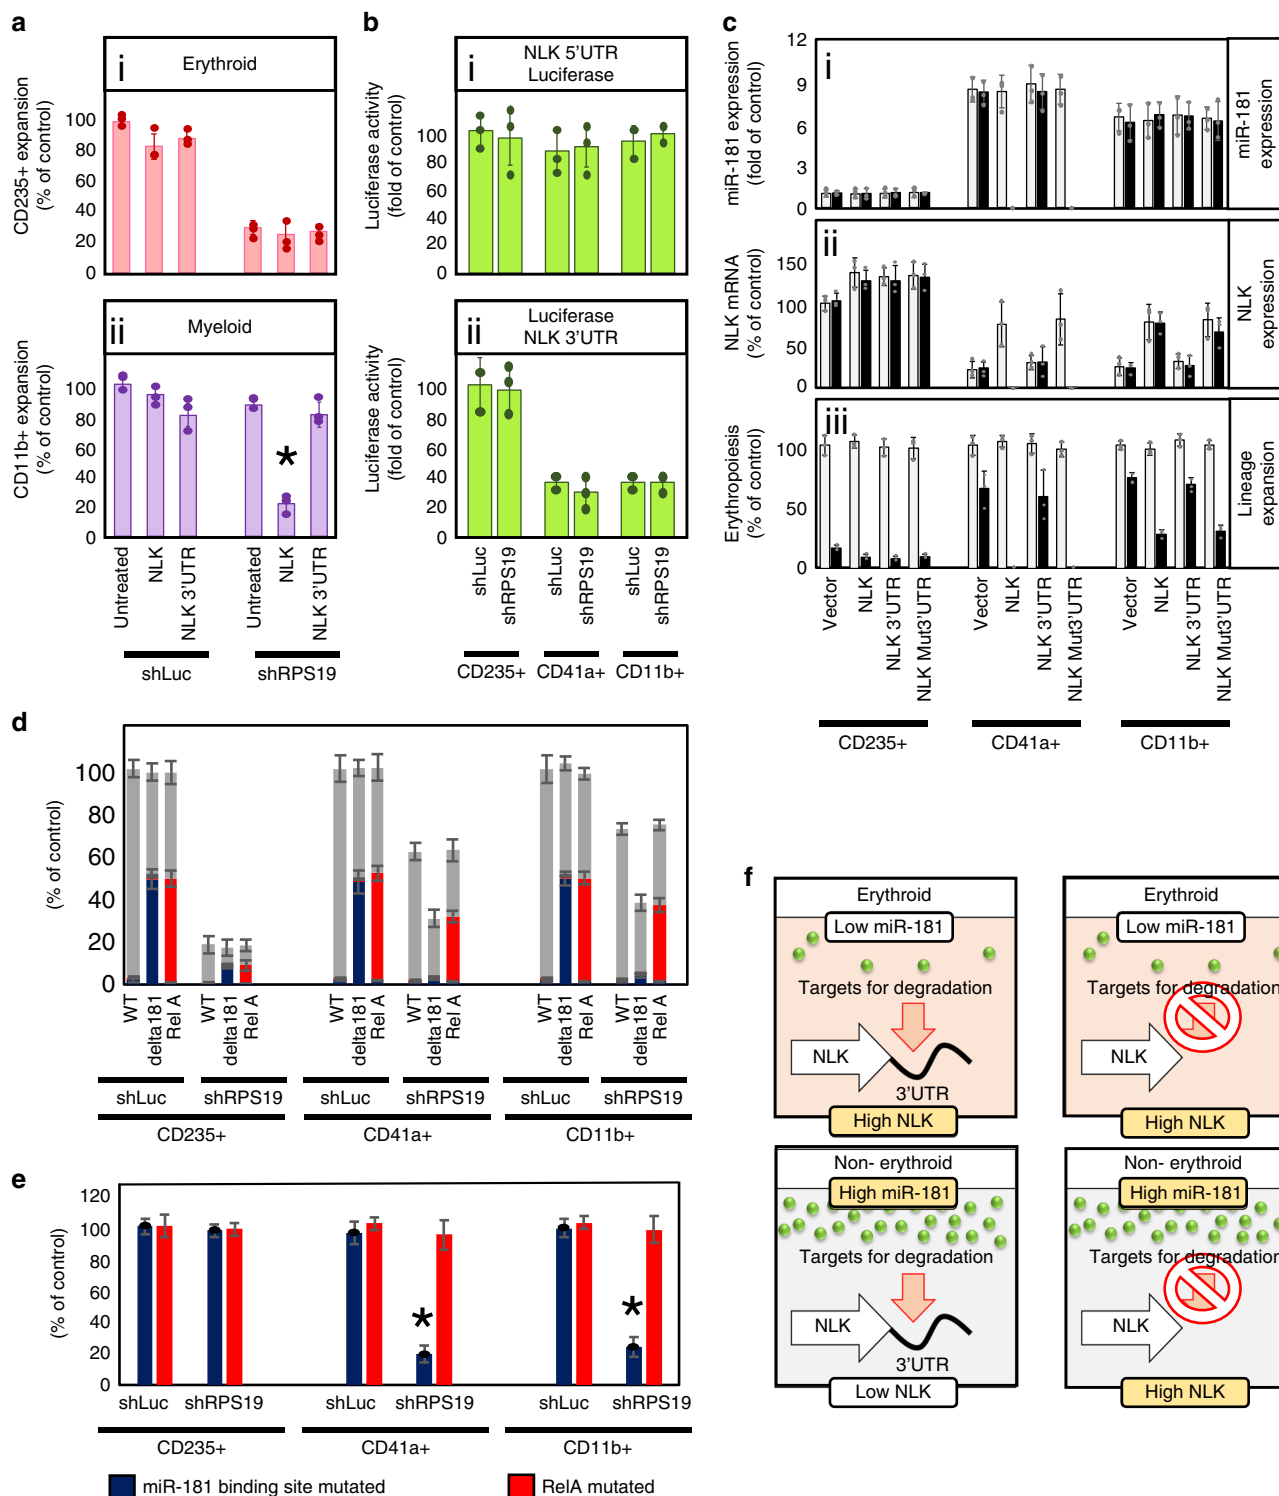 a
i
Erythroid
CD235+ expansion
(% of control)
100
80
60
40
20
0
ii
Myeloid
CD11b+ expansion
(% of control)
100
80
60
40
20
0
*
Untreated
NLK
NLK 3'UTR
Untreated
NLK
NLK 3'UTR
shLuc
shRPS19
b
i
NLK 5'UTR
Luciferase
Luciferase activity
(fold of control)
100
80
60
40
20
0
ii
Luciferase
NLK 3'UTR
Luciferase activity
(fold of control)
100
80
60
40
20
0
shLuc
shRPS19
shLuc
shRPS19
shLuc
shRPS19
CD235+
CD41a+
CD11b+
c
i
miR-181 expression
(fold of control)
12
9
6
3
0
miR-181
expression
ii
NLK mRNA
(% of control)
150
100
50
0
NLK
expression
iii
Erythropoiesis
(% of control)
100
50
0
Lineage
expansion
Vector
NLK
NLK 3'UTR
NLK Mut3'UTR
Vector
NLK
NLK 3'UTR
NLK Mut3'UTR
Vector
NLK
NLK 3'UTR
NLK Mut3'UTR
CD235+
CD41a+
CD11b+
d
(% of control)
100
80
60
40
20
0
WT
delta181
Rel A
WT
delta181
Rel A
WT
delta181
Rel A
WT
delta181
Rel A
WT
delta181
Rel A
WT
delta181
Rel A
shLuc
shRPS19
shLuc
shRPS19
shLuc
shRPS19
CD235+
CD41a+
CD11b+
e
(% of control)
120
100
80
60
40
20
0
*
*
shLuc
shRPS19
shLuc
shRPS19
shLuc
shRPS19
CD235+
CD41a+
CD11b+
miR-181 binding site mutated
RelA mutated
f
Erythroid
Low miR-181
Targets for degradation
NLK
3'UTR
High NLK
Erythroid
Low miR-181
Targets for degradation
NLK
High NLK
Non- erythroid
High miR-181
Targets for degradation
NLK
3'UTR
Low NLK
Non- erythroid
High miR-181
Targets for degradation
NLK
High NLK